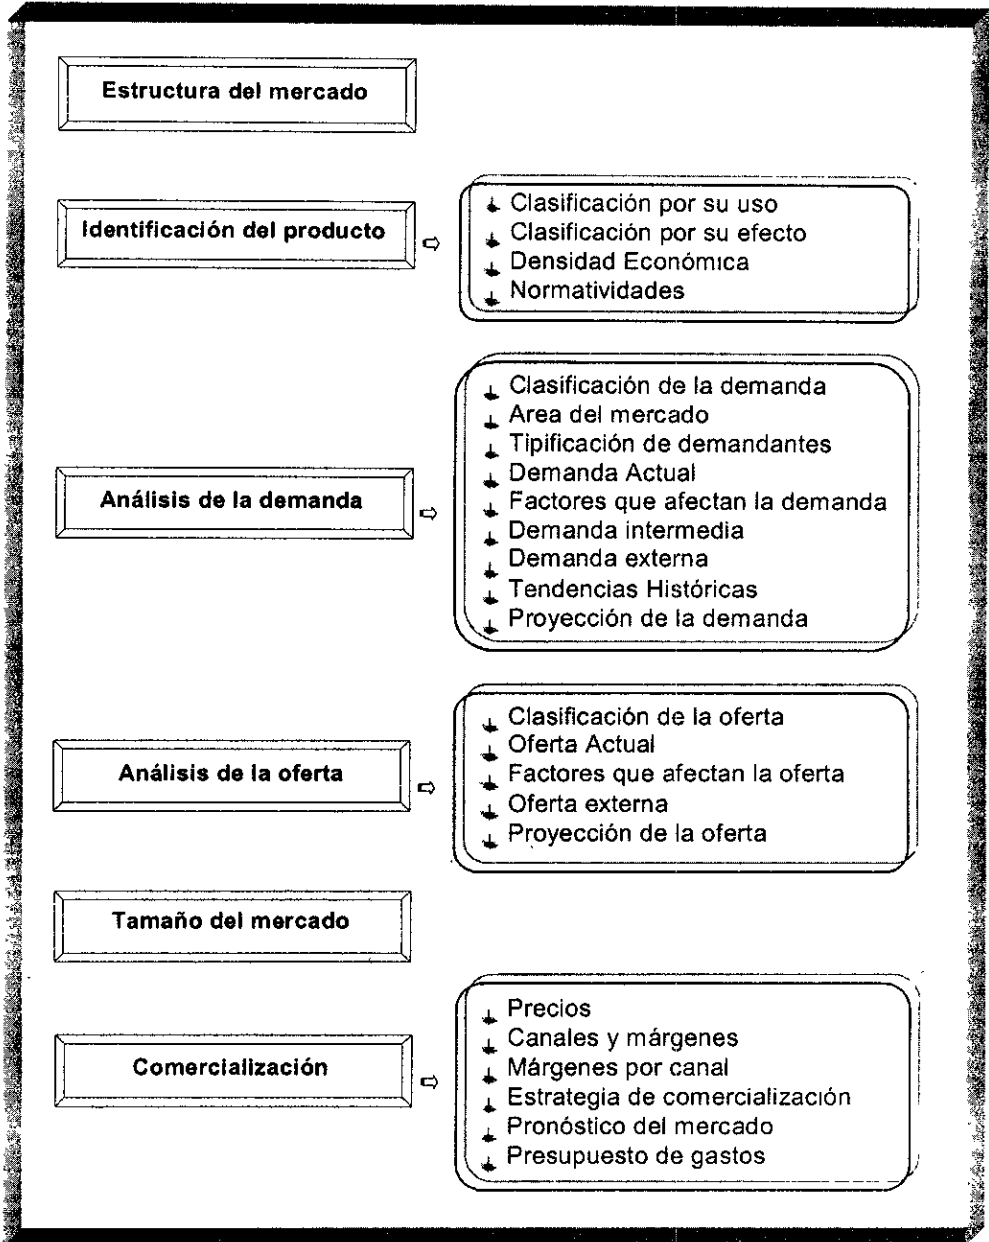 Estructura del mercado
Identificación del producto
Clasificación por su uso
Clasificación por su efecto
Densidad Económica
Normatividades
Análisis de la demanda
Clasificación de la demanda
Area del mercado
Tipificación de demandantes
Demanda Actual
Factores que afectan la demanda
Demanda intermedia
Demanda externa
Tendencias Históricas
Proyección de la demanda
Análisis de la oferta
Clasificación de la oferta
Oferta Actual
Factores que afectan la oferta
Oferta externa
Proyección de la oferta
Tamaño del mercado
Comercialización
Precios
Canales y márgenes
Márgenes por canal
Estrategia de comercialización
Pronóstico del mercado
Presupuesto de gastos